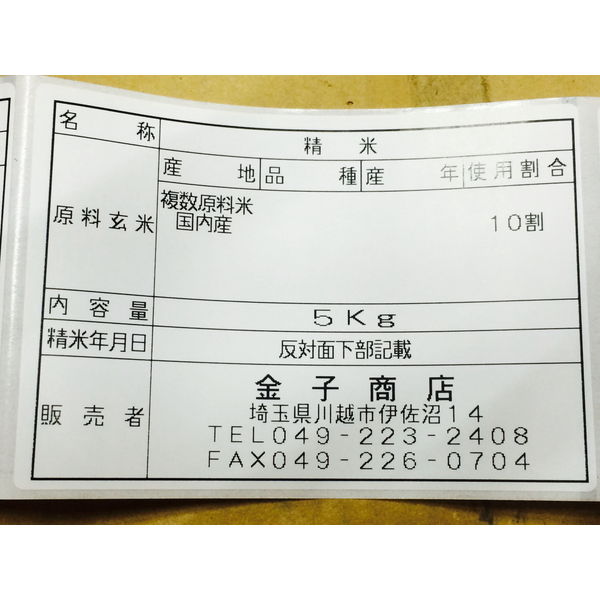 名称 精米
原料玄米 産地 品種 産年 使用割合
複数原料米
国内産 10割
内容量 5Kg
精米年月日 反対面下部記載
販売者 金子商店
埼玉県川越市伊佐沼14
TEL049-223-2408
FAX049-226-0704